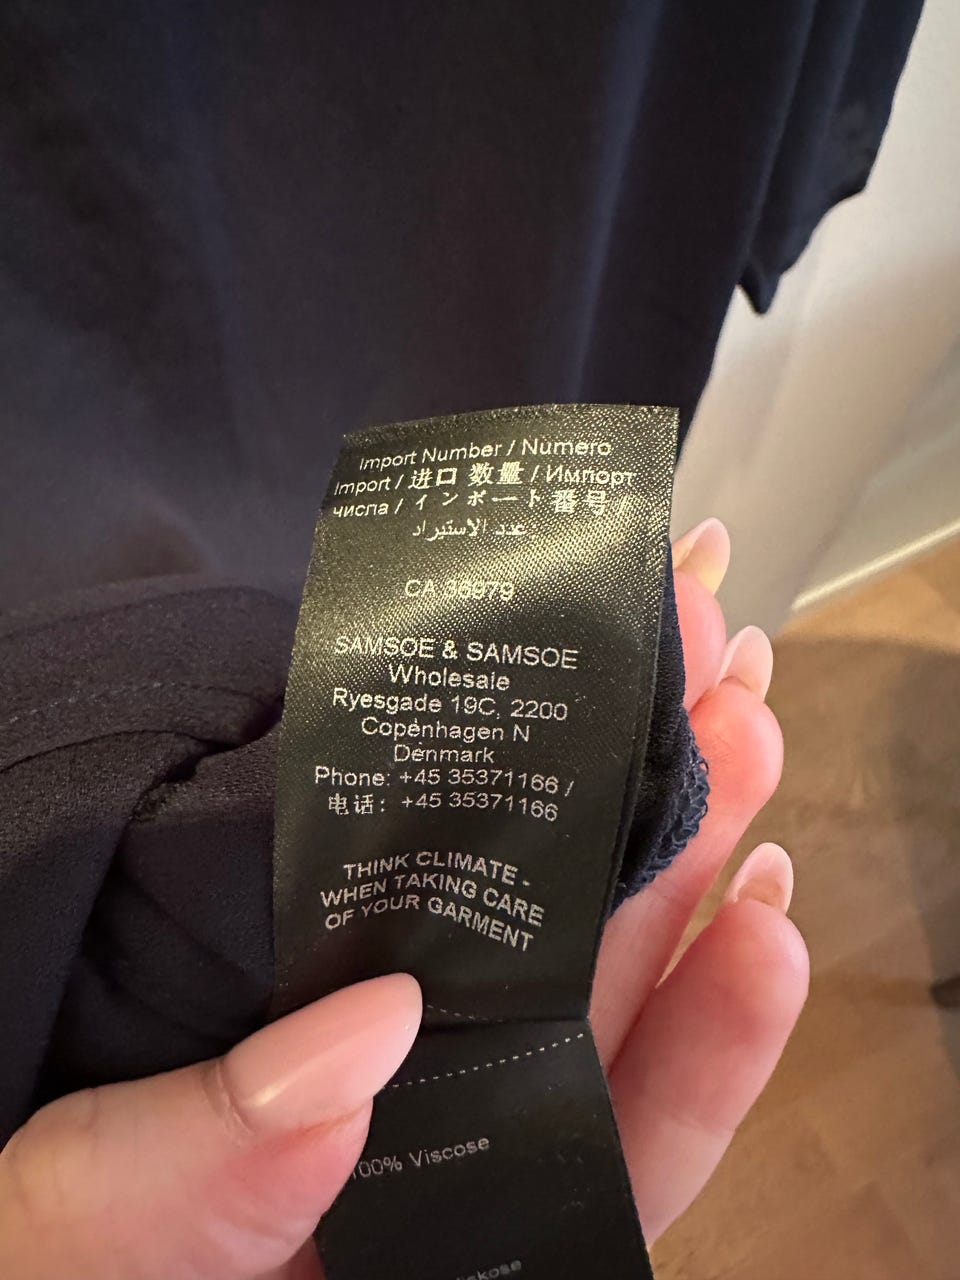 Import Number / Numero
Import / 进口 数量 / Импорт
числа / インポート番号 /
عدد الاستيراد
CA 36979
SAMSOE & SAMSOE
Wholesale
Ryesgade 19C, 2200
Copenhagen N
Denmark
Phone: +45 35371166 /
电话: +45 35371166
THINK CLIMATE -
WHEN TAKING CARE
OF YOUR GARMENT
100% Viscose